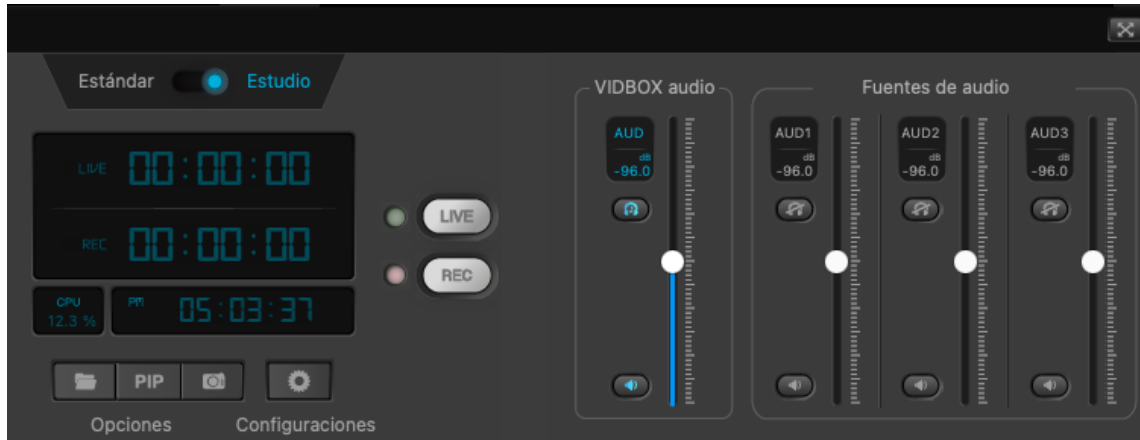 Estándar Estudio
LIVE 00:00:00
REC 00:00:00
CPU
12.3 %
PM 05:03:37
PIP
Opciones Configuraciones
LIVE
REC
VIDBOX audio
AUD
dB
-96.0
Fuentes de audio
AUD1
dB
-96.0
AUD2
dB
-96.0
AUD3
dB
-96.0